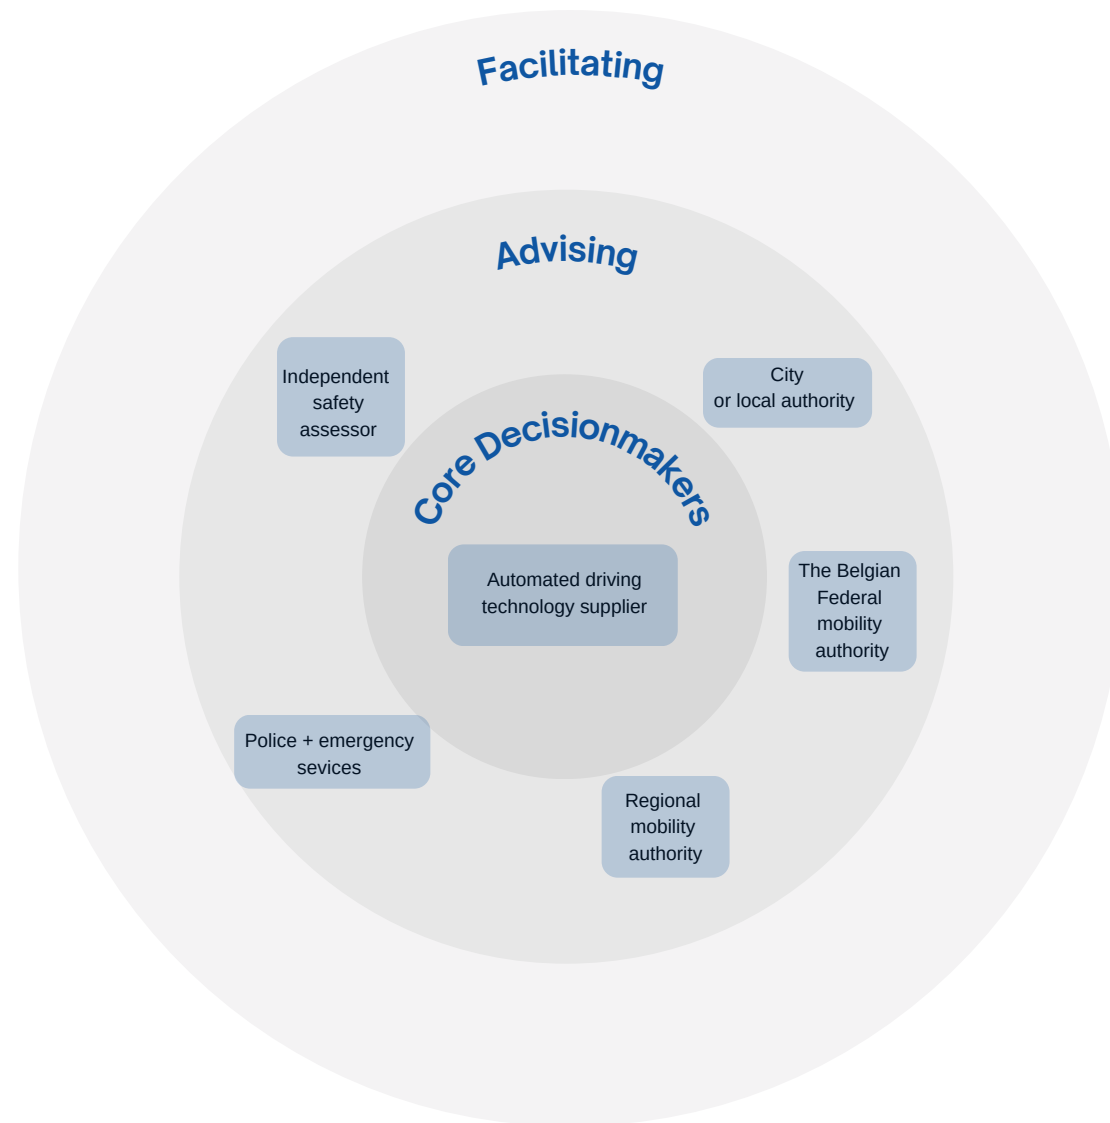 Facilitating
Advising
Independent
safety
assessor
City
or local authority
Core Decisionmakers
Automated driving
technology supplier
The Belgian
Federal
mobility
authority
Police + emergency
sevices
Regional
mobility
authority